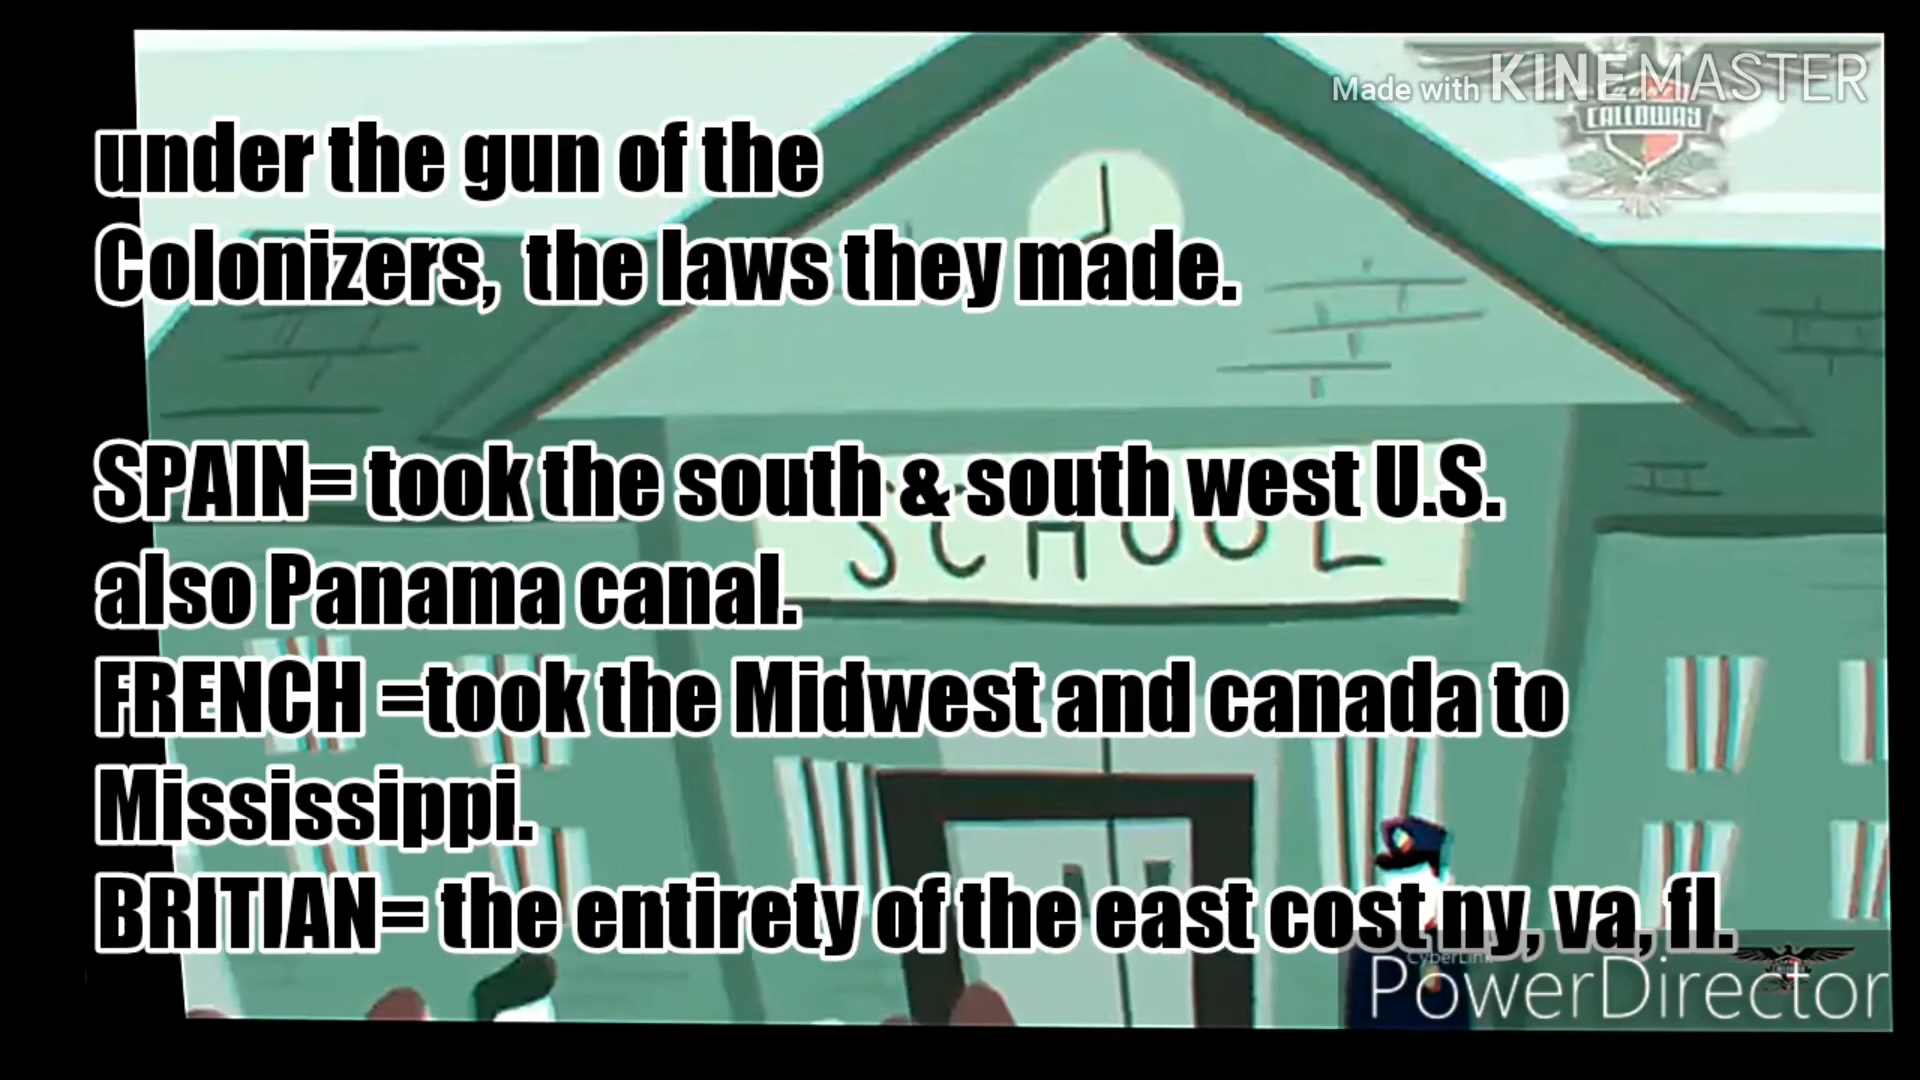 Made with KINEMASTER
CALLOWAY
under the gun of the
Colonizers, the laws they made.
SPAIN= took the south & south west U.S.
SCHOOL
also Panama canal.
FRENCH =took the Midwest and canada to
Mississippi.
BRITIAN= the entirety of the east cost ny, va, fl.
CyberLink
PowerDirector